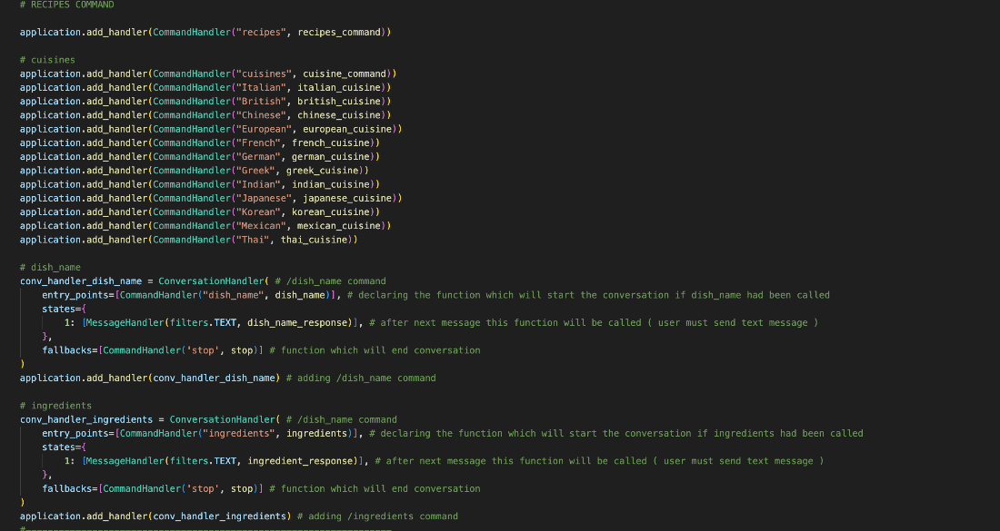 # RECIPES COMMAND
application.add_handler(CommandHandler("recipes", recipes_command))
# cuisines
application.add_handler(CommandHandler("cuisines", cuisine_command))
application.add_handler(CommandHandler("Italian", italian_cuisine))
application.add_handler(CommandHandler("British", british_cuisine))
application.add_handler(CommandHandler("Chinese", chinese_cuisine))
application.add_handler(CommandHandler("European", european_cuisine))
application.add_handler(CommandHandler("French", french_cuisine))
application.add_handler(CommandHandler("German", german_cuisine))
application.add_handler(CommandHandler("Greek", greek_cuisine))
application.add_handler(CommandHandler("Indian", indian_cuisine))
application.add_handler(CommandHandler("Japanese", japanese_cuisine))
application.add_handler(CommandHandler("Korean", korean_cuisine))
application.add_handler(CommandHandler("Mexican", mexican_cuisine))
application.add_handler(CommandHandler("Thai", thai_cuisine))
# dish_name
conv_handler_dish_name = ConversationHandler( # /dish_name command
    entry_points=[CommandHandler("dish_name", dish_name)], # declaring the function which will start the conversation if dish_name had been called
    states={
        1: [MessageHandler(filters.TEXT, dish_name_response)], # after next message this function will be called ( user must send text message )
    },
    fallbacks=[CommandHandler('stop', stop)] # function which will end conversation
)
application.add_handler(conv_handler_dish_name) # adding /dish_name command
# ingredients
conv_handler_ingredients = ConversationHandler( # /dish_name command
    entry_points=[CommandHandler("ingredients", ingredients)], # declaring the function which will start the conversation if ingredients had been called
    states={
        1: [MessageHandler(filters.TEXT, ingredient_response)], # after next message this function will be called ( user must send text message )
    },
    fallbacks=[CommandHandler('stop', stop)] # function which will end conversation
)
application.add_handler(conv_handler_ingredients) # adding /ingredients command